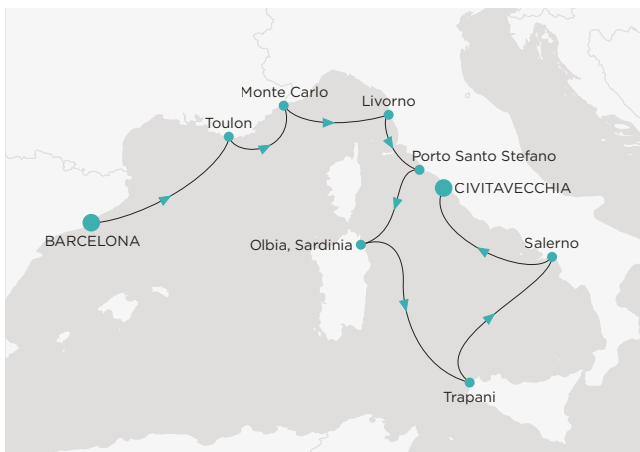 Monte Carlo
Livorno
Toulon
Porto Santo Stefano
CIVITAVECCHIA
BARCELONA
Olbia, Sardinia
Salerno
Trapani